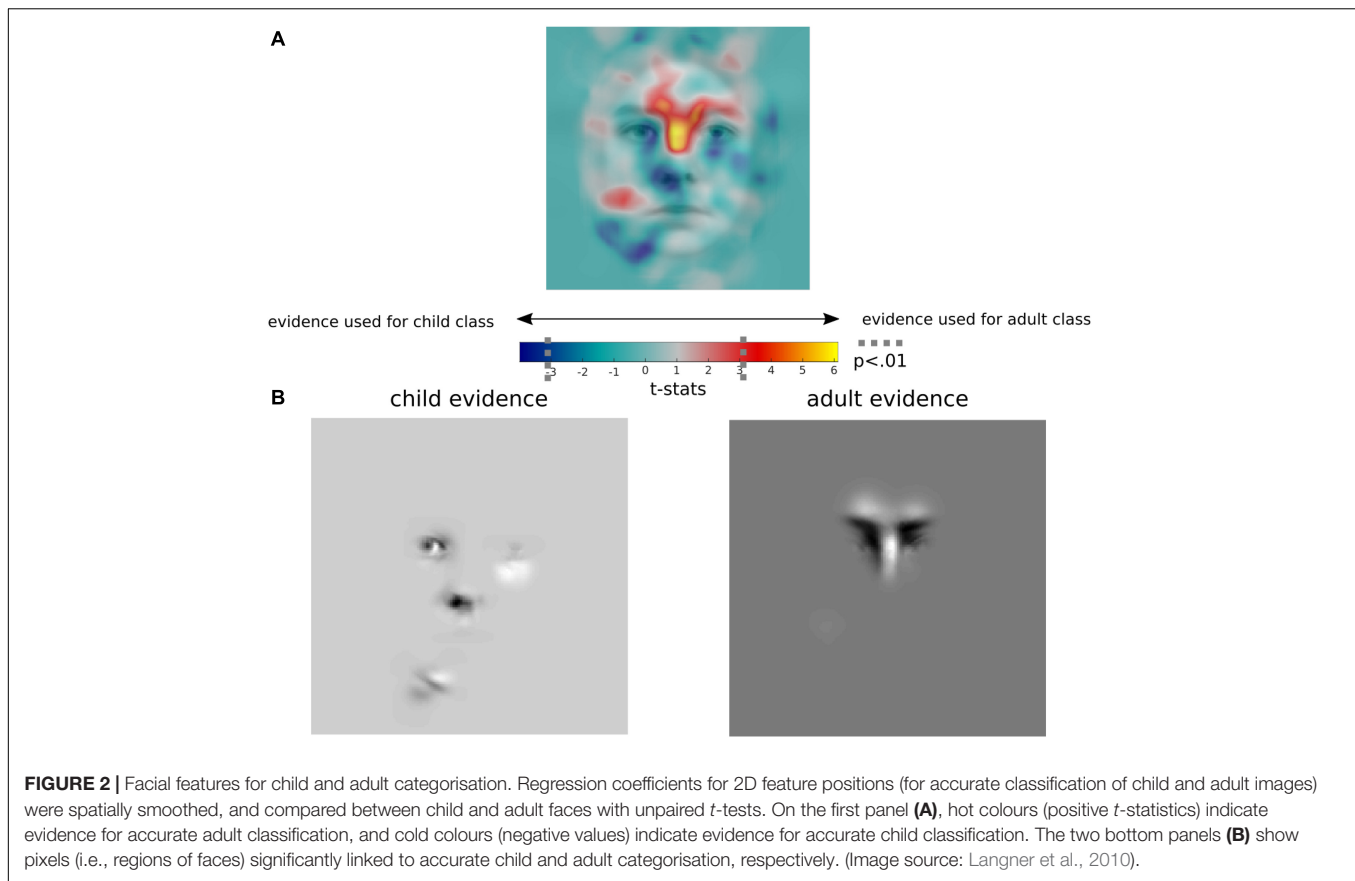 A
evidence used for child class
evidence used for adult class
-3 -2 -1 0 1 2 3 4 5 6
p<.01
t-stats
B
child evidence
adult evidence
FIGURE 2 | Facial features for child and adult categorisation. Regression coefficients for 2D feature positions (for accurate classification of child and adult images)
were spatially smoothed, and compared between child and adult faces with unpaired t-tests. On the first panel (A), hot colours (positive t-statistics) indicate
evidence for accurate adult classification, and cold colours (negative values) indicate evidence for accurate child classification. The two bottom panels (B) show
pixels (i.e., regions of faces) significantly linked to accurate child and adult categorisation, respectively. (Image source: Langner et al., 2010).